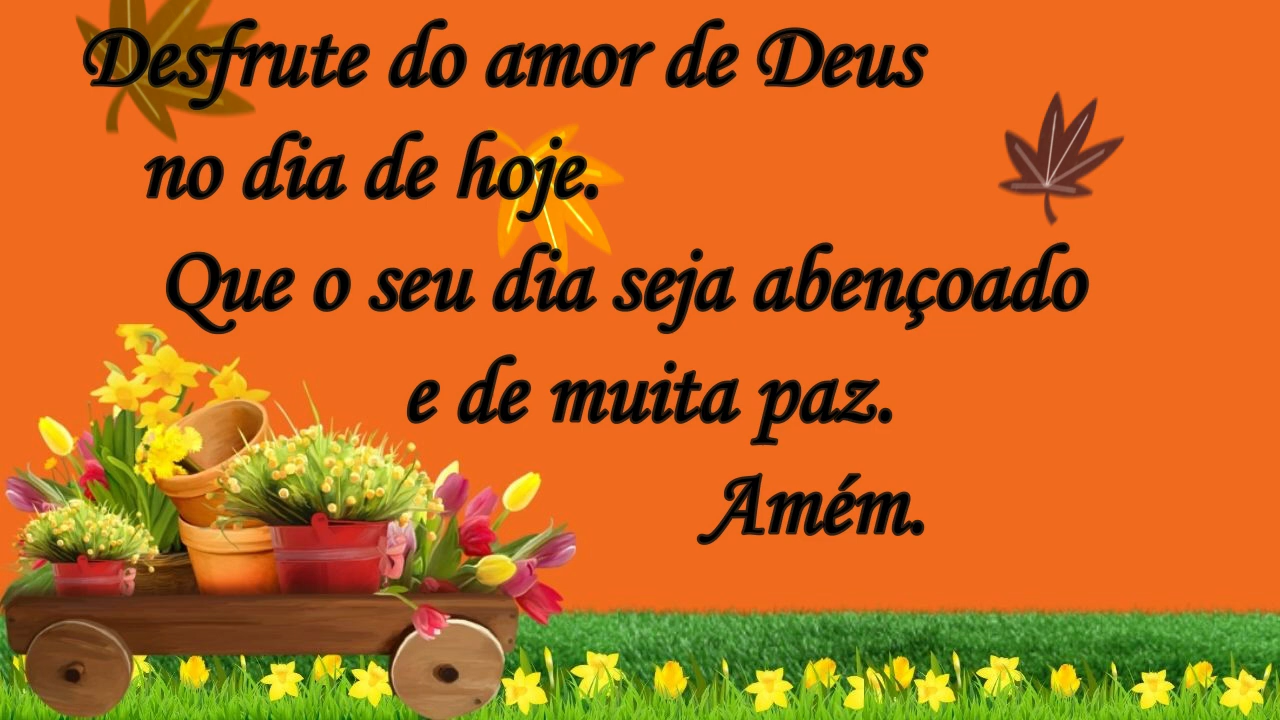 Desfrute do amor de Deus
no dia de hoje.
Que o seu dia seja abençoado
e de muita paz.
Amém.